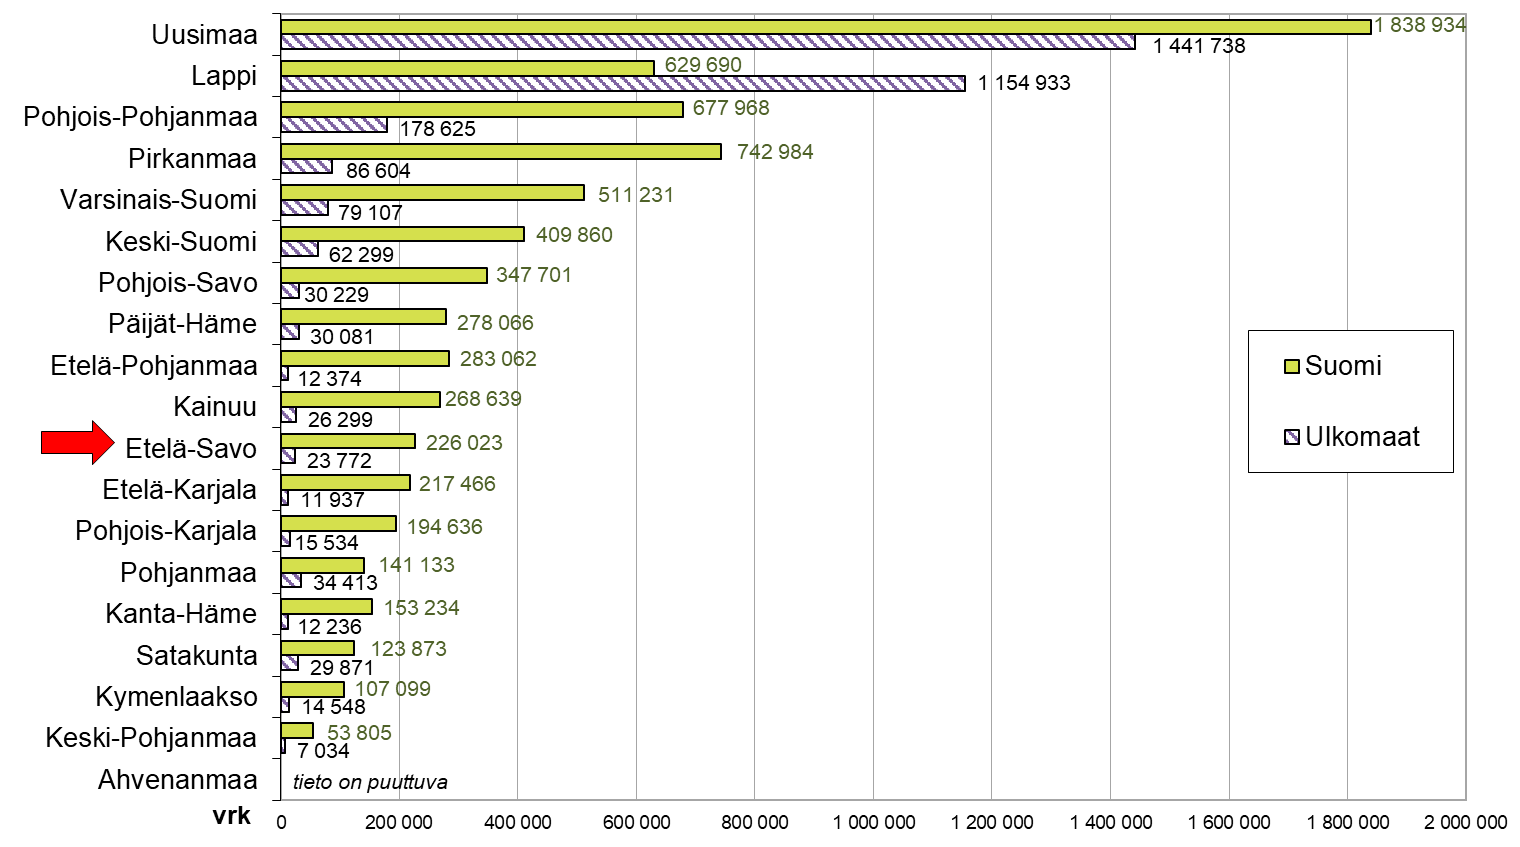 Uusimaa
1 838 934
1 441 738
Lappi
629 690
1 154 933
Pohjois-Pohjanmaa
677 968
178 625
Pirkanmaa
742 984
86 604
Varsinais-Suomi
511 231
79 107
Keski-Suomi
409 860
62 299
Pohjois-Savo
347 701
30 229
Päijät-Häme
278 066
30 081
Etelä-Pohjanmaa
283 062
12 374
Kainuu
268 639
26 299
Etelä-Savo
226 023
23 772
Etelä-Karjala
217 466
11 937
Pohjois-Karjala
194 636
15 534
Pohjanmaa
141 133
34 413
Kanta-Häme
153 234
12 236
Satakunta
123 873
29 871
Kymenlaakso
107 099
14 548
Keski-Pohjanmaa
53 805
7 034
Ahvenanmaa
tieto on puuttuva
Suomi
Ulkomaat
vrk
0 200 000 400 000 600 000 800 000 1 000 000 1 200 000 1 400 000 1 600 000 1 800 000 2 000 000